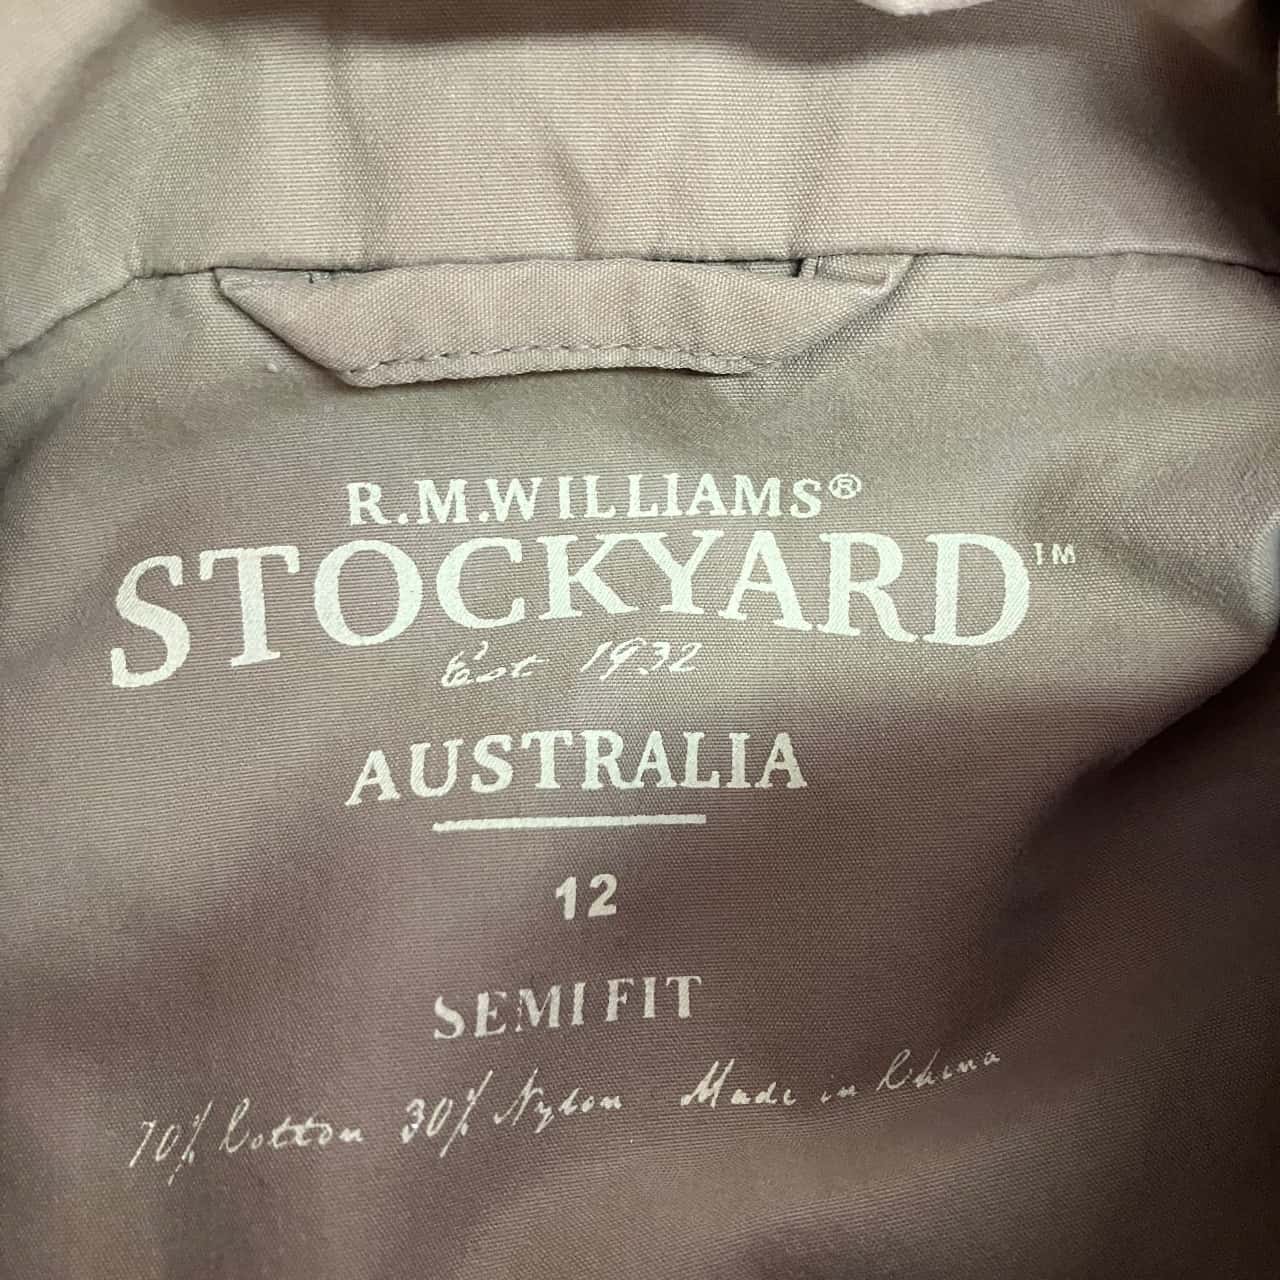 R.M.WILLIAMS®
STOCKYARD™
Est 1932
AUSTRALIA
12
SEMI FIT
70% Cotton 30% Nylon Made in China